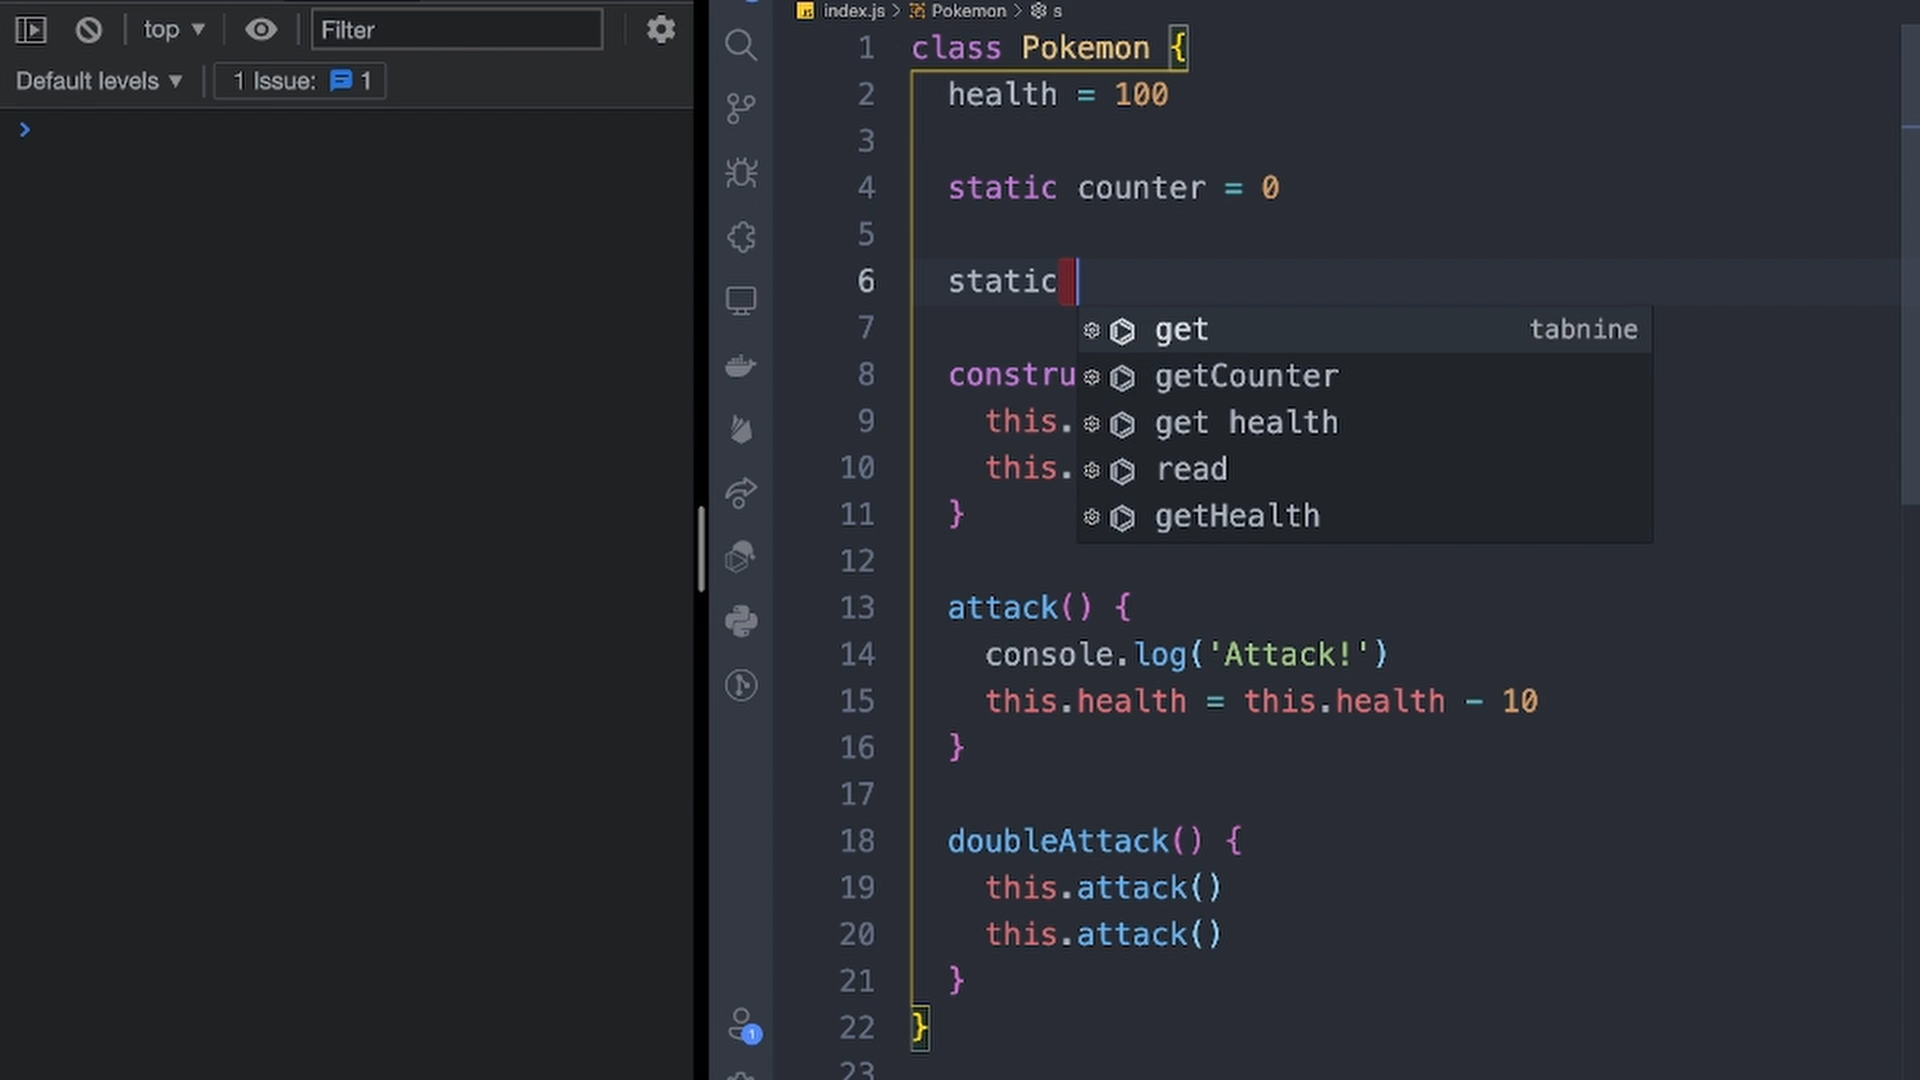 top
Filter
Default levels
1 Issue: 1
index.js > Pokemon > s
1 class Pokemon {
2 health = 100
3
4 static counter = 0
5
6 static
7
8 constru
9 this.
10 this.
11 }
12
13 attack() {
14 console.log('Attack!')
15 this.health = this.health - 10
16 }
17
18 doubleAttack() {
19 this.attack()
20 this.attack()
21 }
22 }
23
get tabnine
getCounter
get health
read
getHealth
JS
1